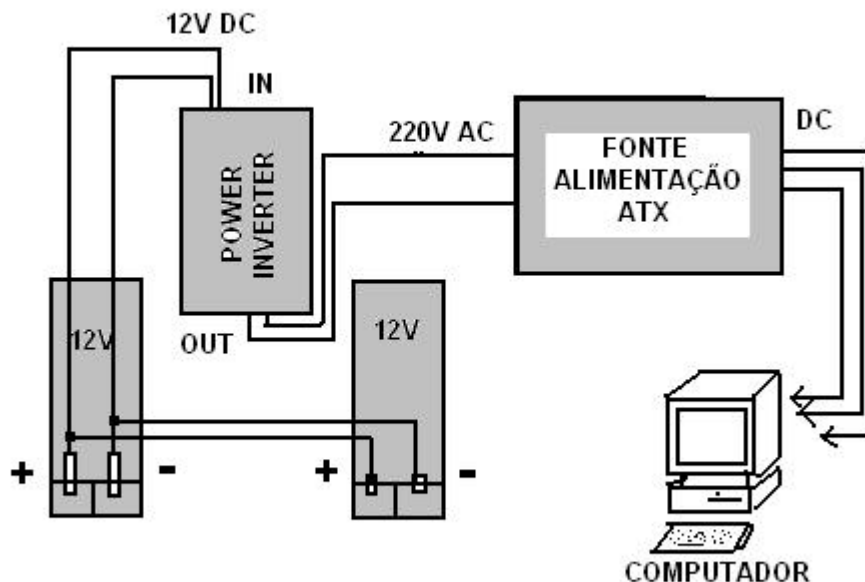 12V DC
IN
220V AC
DC
FONTE
ALIMENTAÇÃO
ATX
POWER
INVERTER
12V
OUT
12V
+
-
+
-
COMPUTADOR